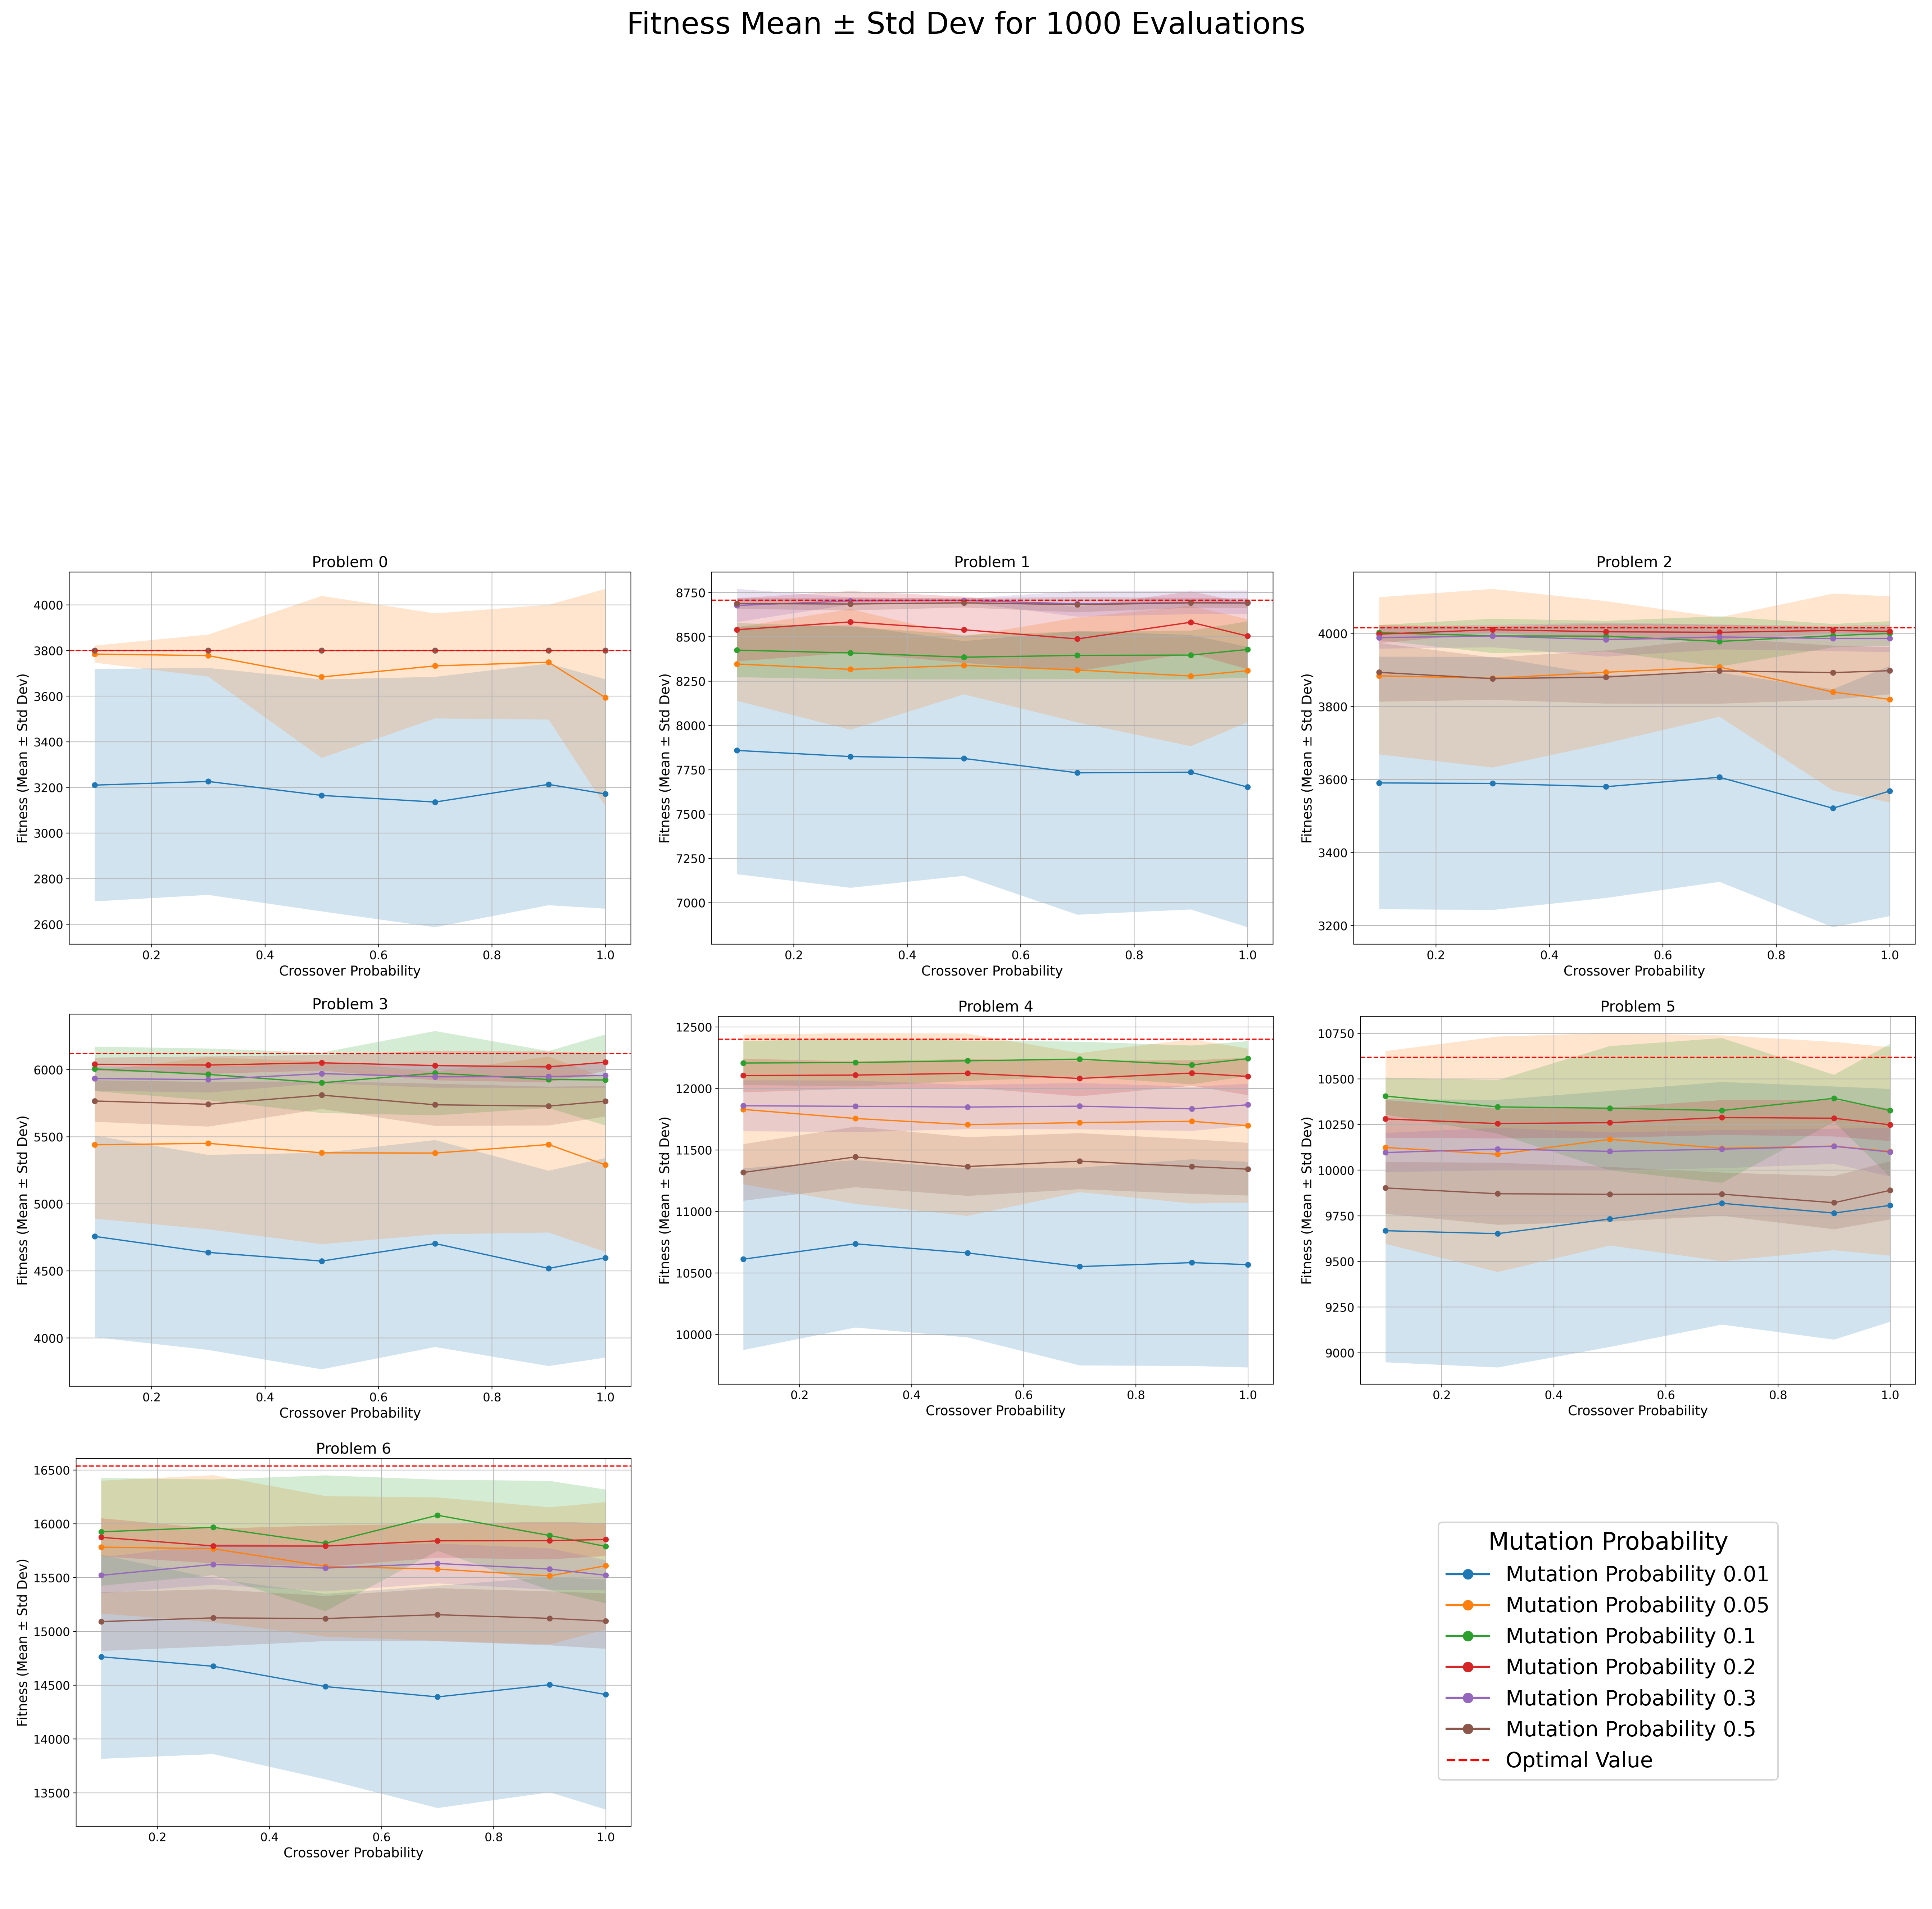 Fitness Mean ± Std Dev for 1000 Evaluations
Problem 0
Fitness (Mean ± Std Dev)
4000
3800
3600
3400
3200
3000
2800
2600
0.2 0.4 0.6 0.8 1.0
Crossover Probability
Problem 1
Fitness (Mean ± Std Dev)
8750
8500
8250
8000
7750
7500
7250
7000
0.2 0.4 0.6 0.8 1.0
Crossover Probability
Problem 2
Fitness (Mean ± Std Dev)
4000
3800
3600
3400
3200
0.2 0.4 0.6 0.8 1.0
Crossover Probability
Problem 3
Fitness (Mean ± Std Dev)
6000
5500
5000
4500
4000
0.2 0.4 0.6 0.8 1.0
Crossover Probability
Problem 4
Fitness (Mean ± Std Dev)
12500
12000
11500
11000
10500
10000
0.2 0.4 0.6 0.8 1.0
Crossover Probability
Problem 5
Fitness (Mean ± Std Dev)
10750
10500
10250
10000
9750
9500
9250
9000
0.2 0.4 0.6 0.8 1.0
Crossover Probability
Problem 6
Fitness (Mean ± Std Dev)
16500
16000
15500
15000
14500
14000
13500
0.2 0.4 0.6 0.8 1.0
Crossover Probability
Mutation Probability
Mutation Probability 0.01
Mutation Probability 0.05
Mutation Probability 0.1
Mutation Probability 0.2
Mutation Probability 0.3
Mutation Probability 0.5
Optimal Value